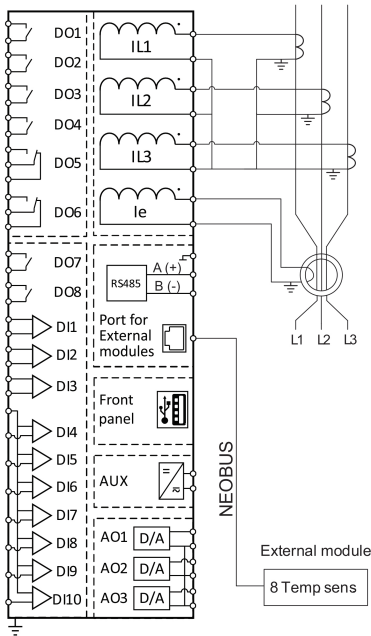 DO1
DO2
DO3
DO4
DO5
DO6
DO7
DO8
DI1
DI2
DI3
DI4
DI5
DI6
DI7
DI8
DI9
DI10
IL1
IL2
IL3
Ie
RS485
A (+)
B (-)
Port for
External
modules
Front
panel
AUX
AO1 D/A
AO2 D/A
AO3 D/A
L1 L2 L3
NEOBUS
External module
8 Temp sens